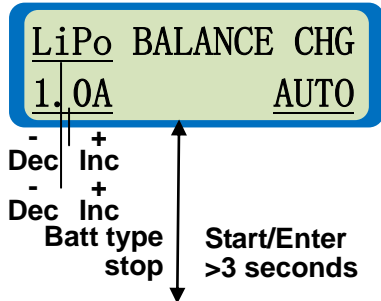 LiPo BALANCE CHG
1.0A AUTO
- +
Dec Inc
- +
Dec Inc
Batt type Start/Enter
stop >3 seconds